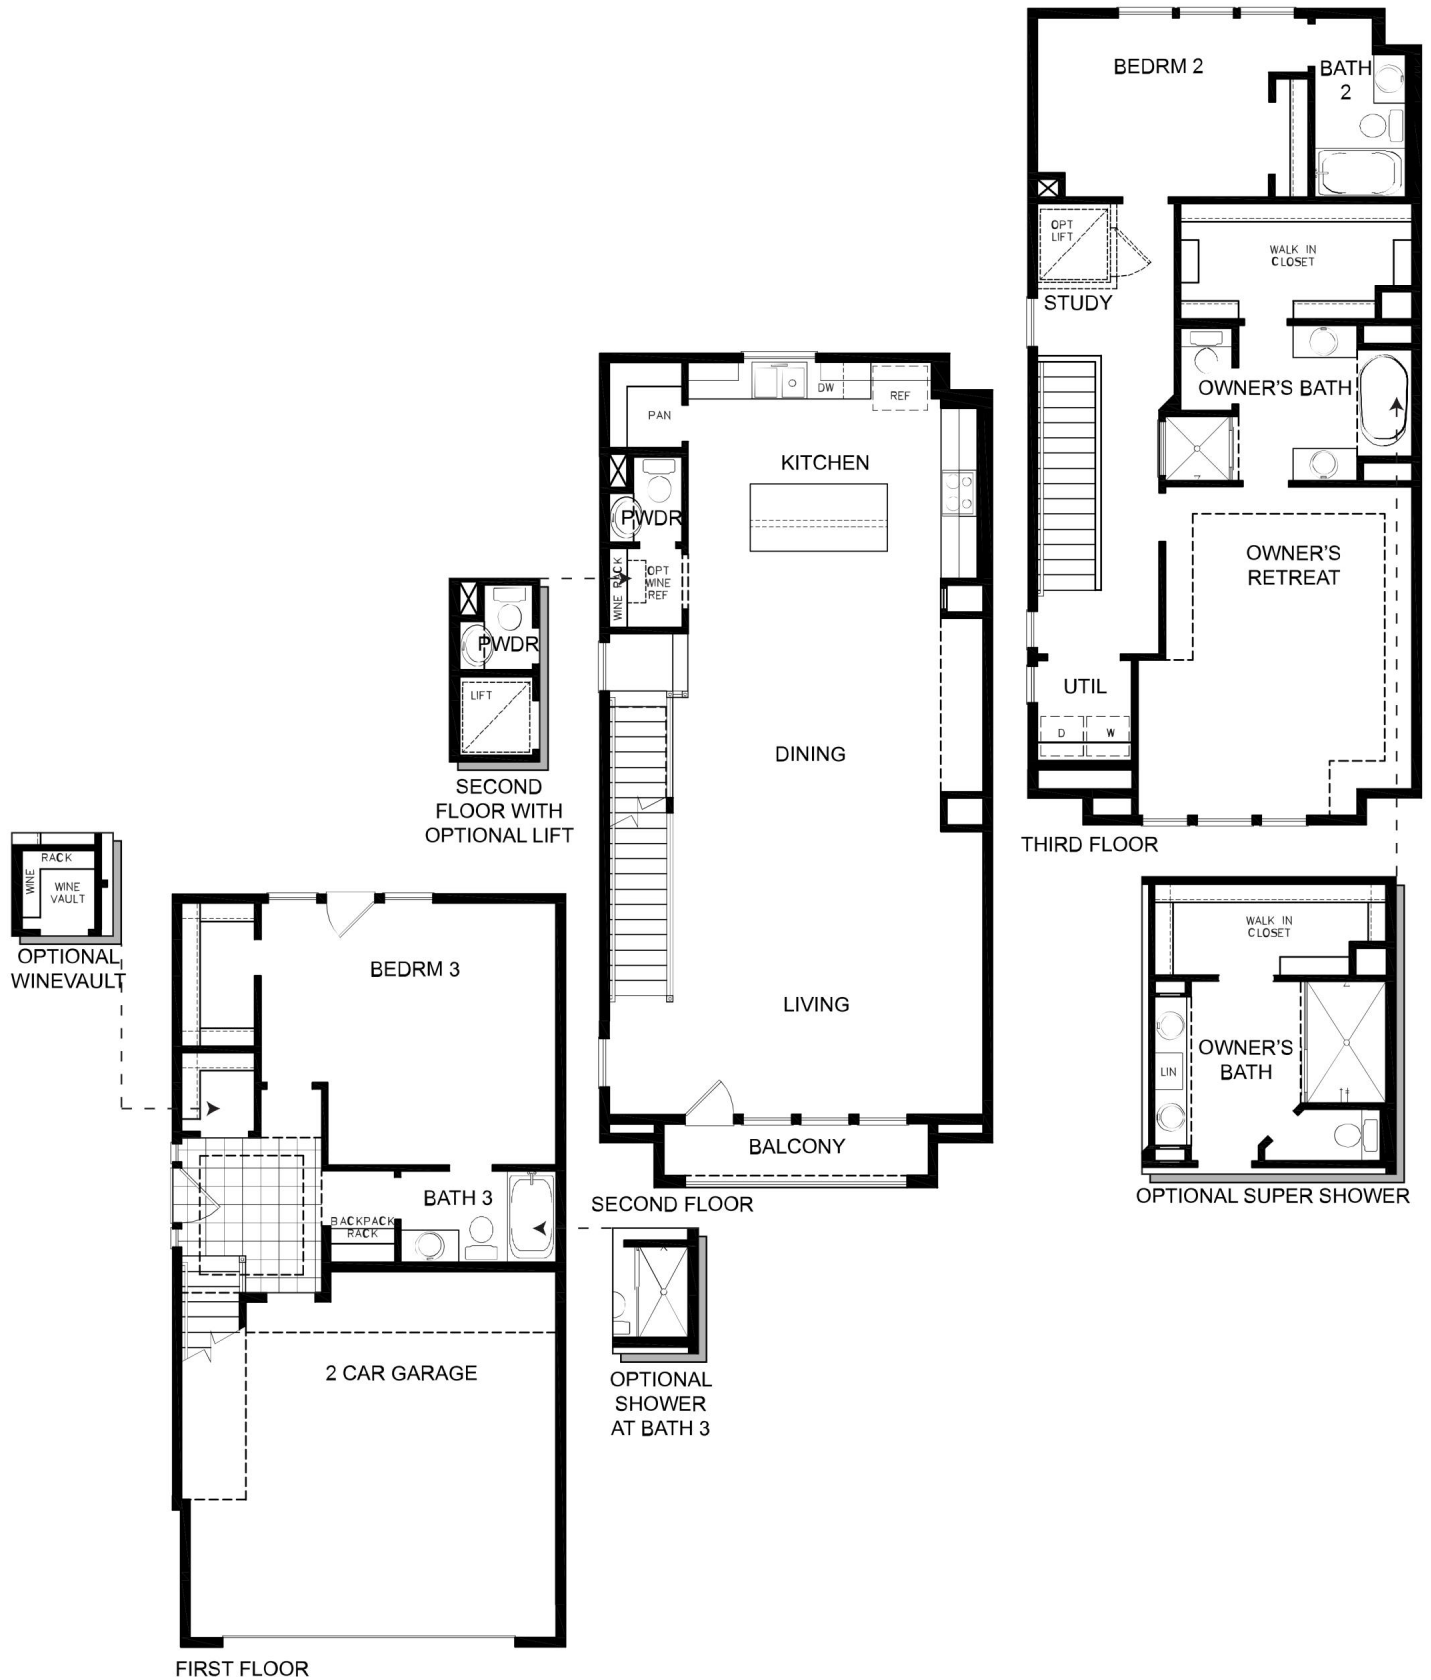 BEDRM 2
BATH
2
OPT
LIFT
WALK IN
CLOSET
STUDY
OWNER'S BATH
OWNER'S
RETREAT
UTIL
D
W
THIRD FLOOR
PAN
DW
REF
KITCHEN
PWDR
WINE RACK
OPT
WINE
REF
DINING
LIVING
BALCONY
SECOND FLOOR
PWDR
LIFT
SECOND
FLOOR WITH
OPTIONAL LIFT
RACK
WINE
WINE
VAULT
OPTIONAL
WINEVAULT
BEDRM 3
BATH 3
BACKPACK
RACK
2 CAR GARAGE
FIRST FLOOR
OPTIONAL
SHOWER
AT BATH 3
WALK IN
CLOSET
OWNER'S
BATH
LIN
OPTIONAL SUPER SHOWER